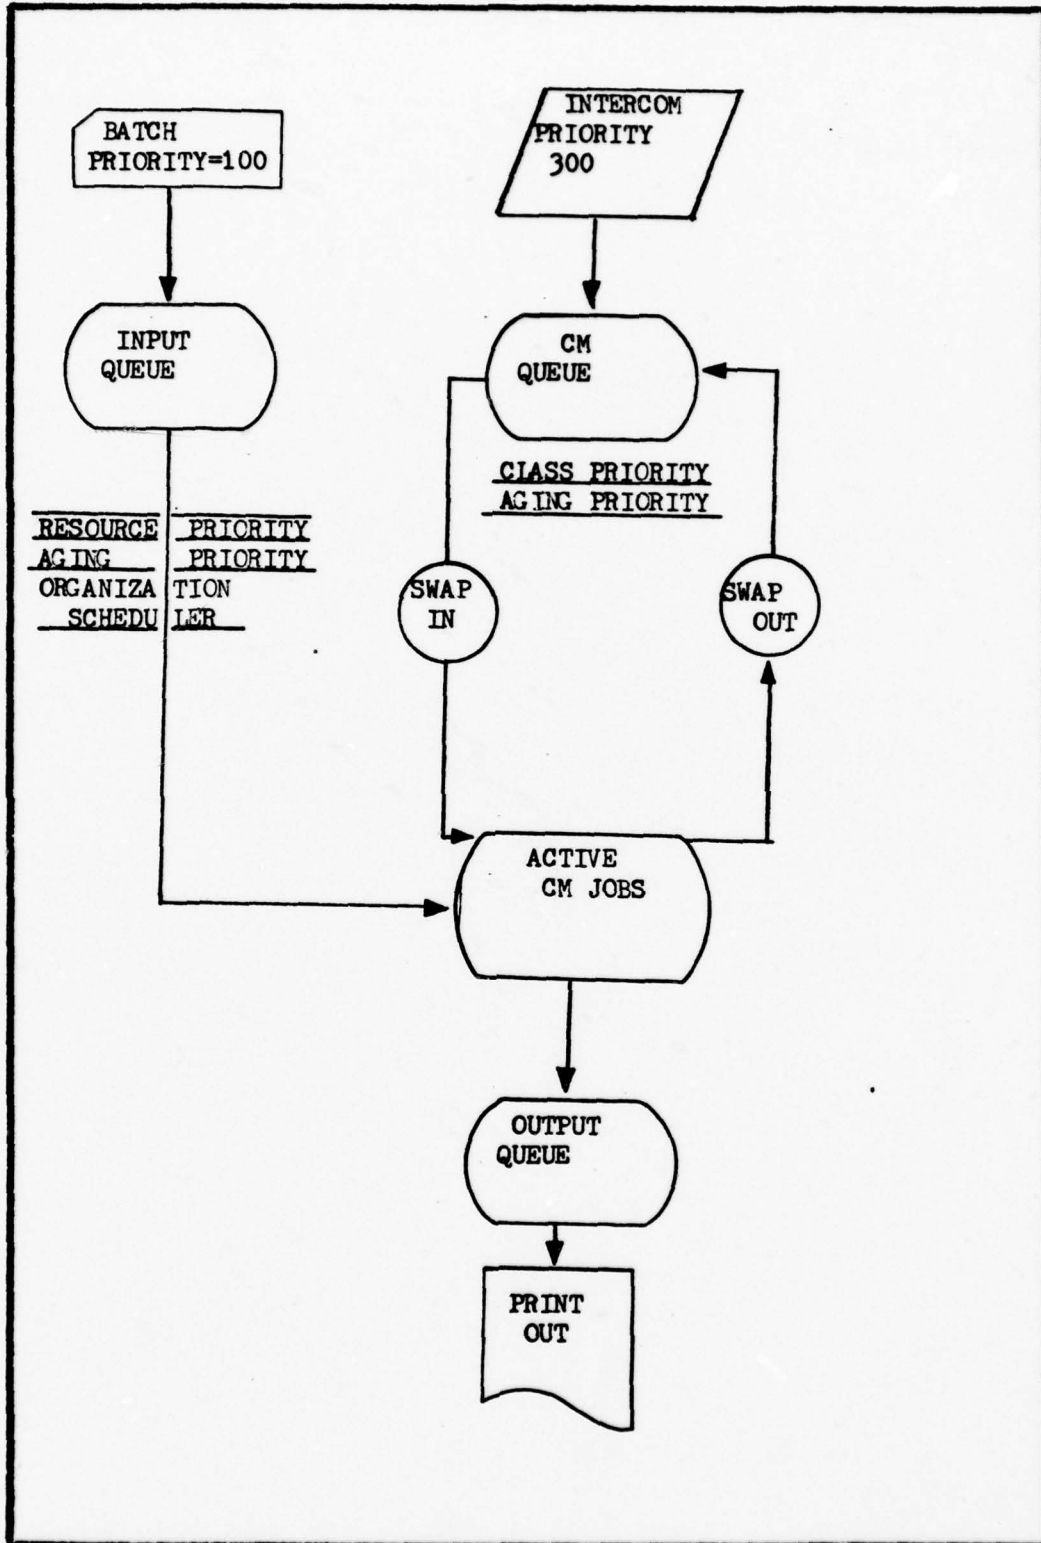 BATCH
PRIORITY=100
INTERCOM
PRIORITY
300
INPUT
QUEUE
CM
QUEUE
CLASS PRIORITY
AGING PRIORITY
RESOURCE PRIORITY
AGING PRIORITY
ORGANIZATION
SCHEDULER
SWAP
IN
SWAP
OUT
ACTIVE
CM JOBS
OUTPUT
QUEUE
PRINT
OUT